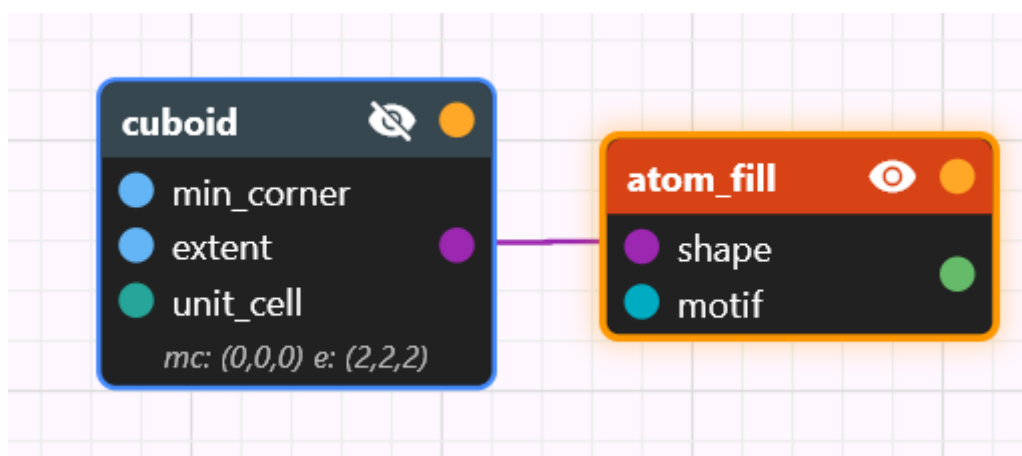 cuboid
min_corner
extent
unit_cell
mc: (0,0,0) e: (2,2,2)
atom_fill
shape
motif